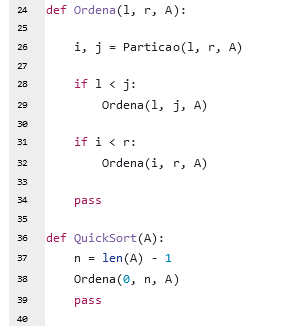 24 def Ordena(l, r, A):
25
26     i, j = Particao(l, r, A)
27
28     if l < j:
29         Ordena(l, j, A)
30
31     if i < r:
32         Ordena(i, r, A)
33
34     pass
35
36 def QuickSort(A):
37     n = len(A) - 1
38     Ordena(0, n, A)
39     pass
40